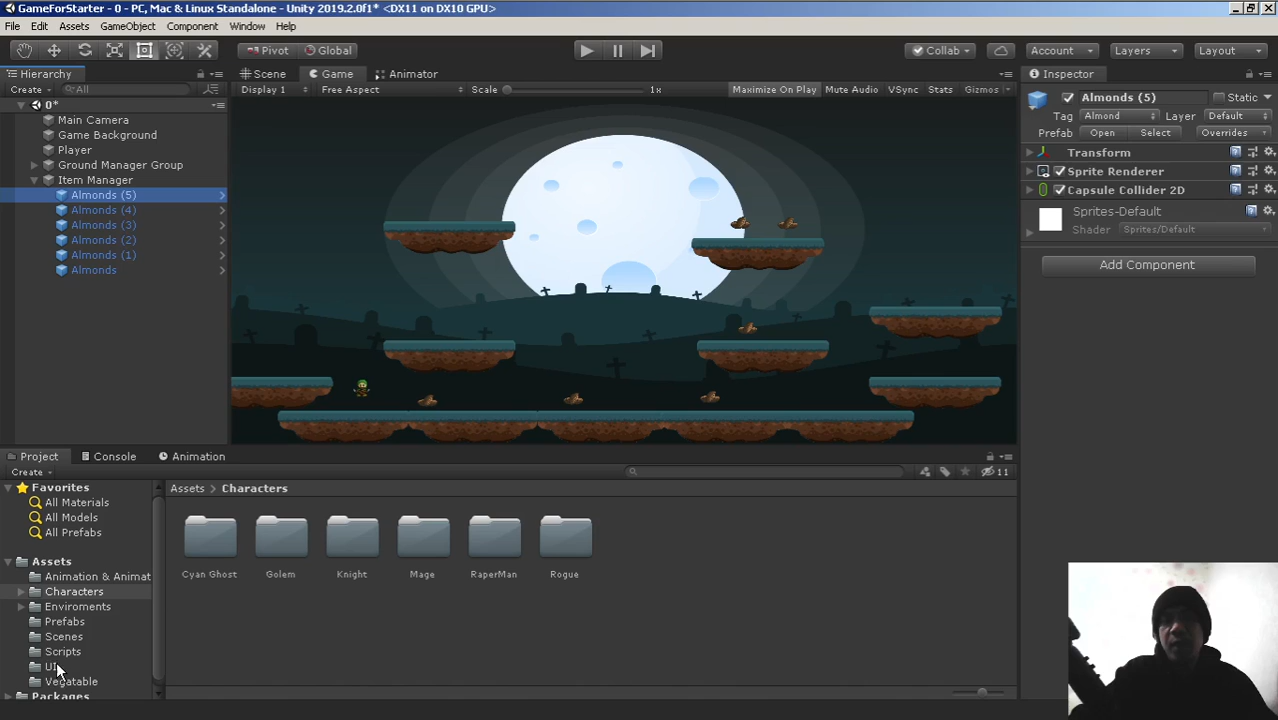 GameForStarter - 0 - PC, Mac & Linux Standalone - Unity 2019.2.0f1* <DX11 on DX10 GPU>
File Edit Assets GameObject Component Window Help
Pivot Global Collab Account Layers Layout
Hierarchy Scene Game Animator Inspector
Create All Display 1 Free Aspect Scale 1x Maximize On Play Mute Audio VSync Stats Gizmos
0*
Main Camera
Game Background
Player
Ground Manager Group
Item Manager
Almonds (5)
Almonds (4)
Almonds (3)
Almonds (2)
Almonds (1)
Almonds
Almonds (5) Static
Tag Almond Layer Default
Prefab Open Select Overrides
Transform
Sprite Renderer
Capsule Collider 2D
Sprites-Default
Shader Sprites/Default
Add Component
Project Console Animation
Create 11
Favorites
All Materials
All Models
All Prefabs
Assets
Animation & Animat
Characters
Enviroments
Prefabs
Scenes
Scripts
UI
Vegatable
Packages
Assets > Characters
Cyan Ghost Golem Knight Mage RaperMan Rogue